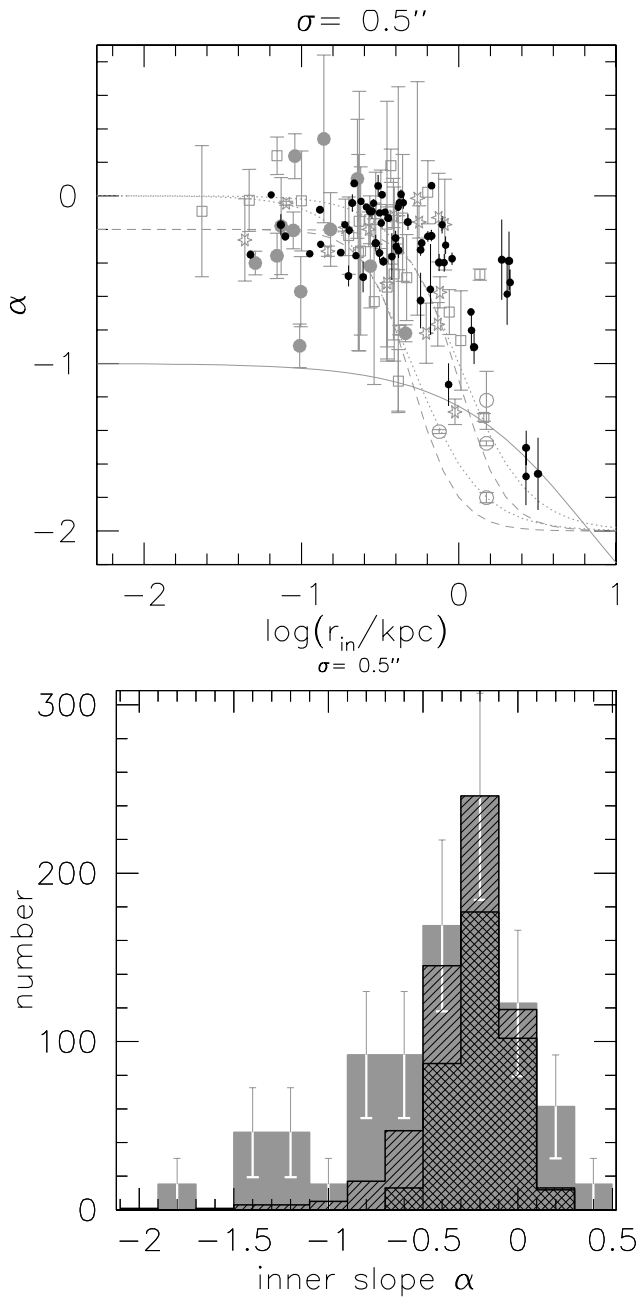 σ= 0.5″
0
−1
−2
α
−2
−1
0
1
log(r_in/kpc)
σ= 0.5″
300
200
100
0
number
−2
−1.5
−1
−0.5
0
0.5
inner slope α